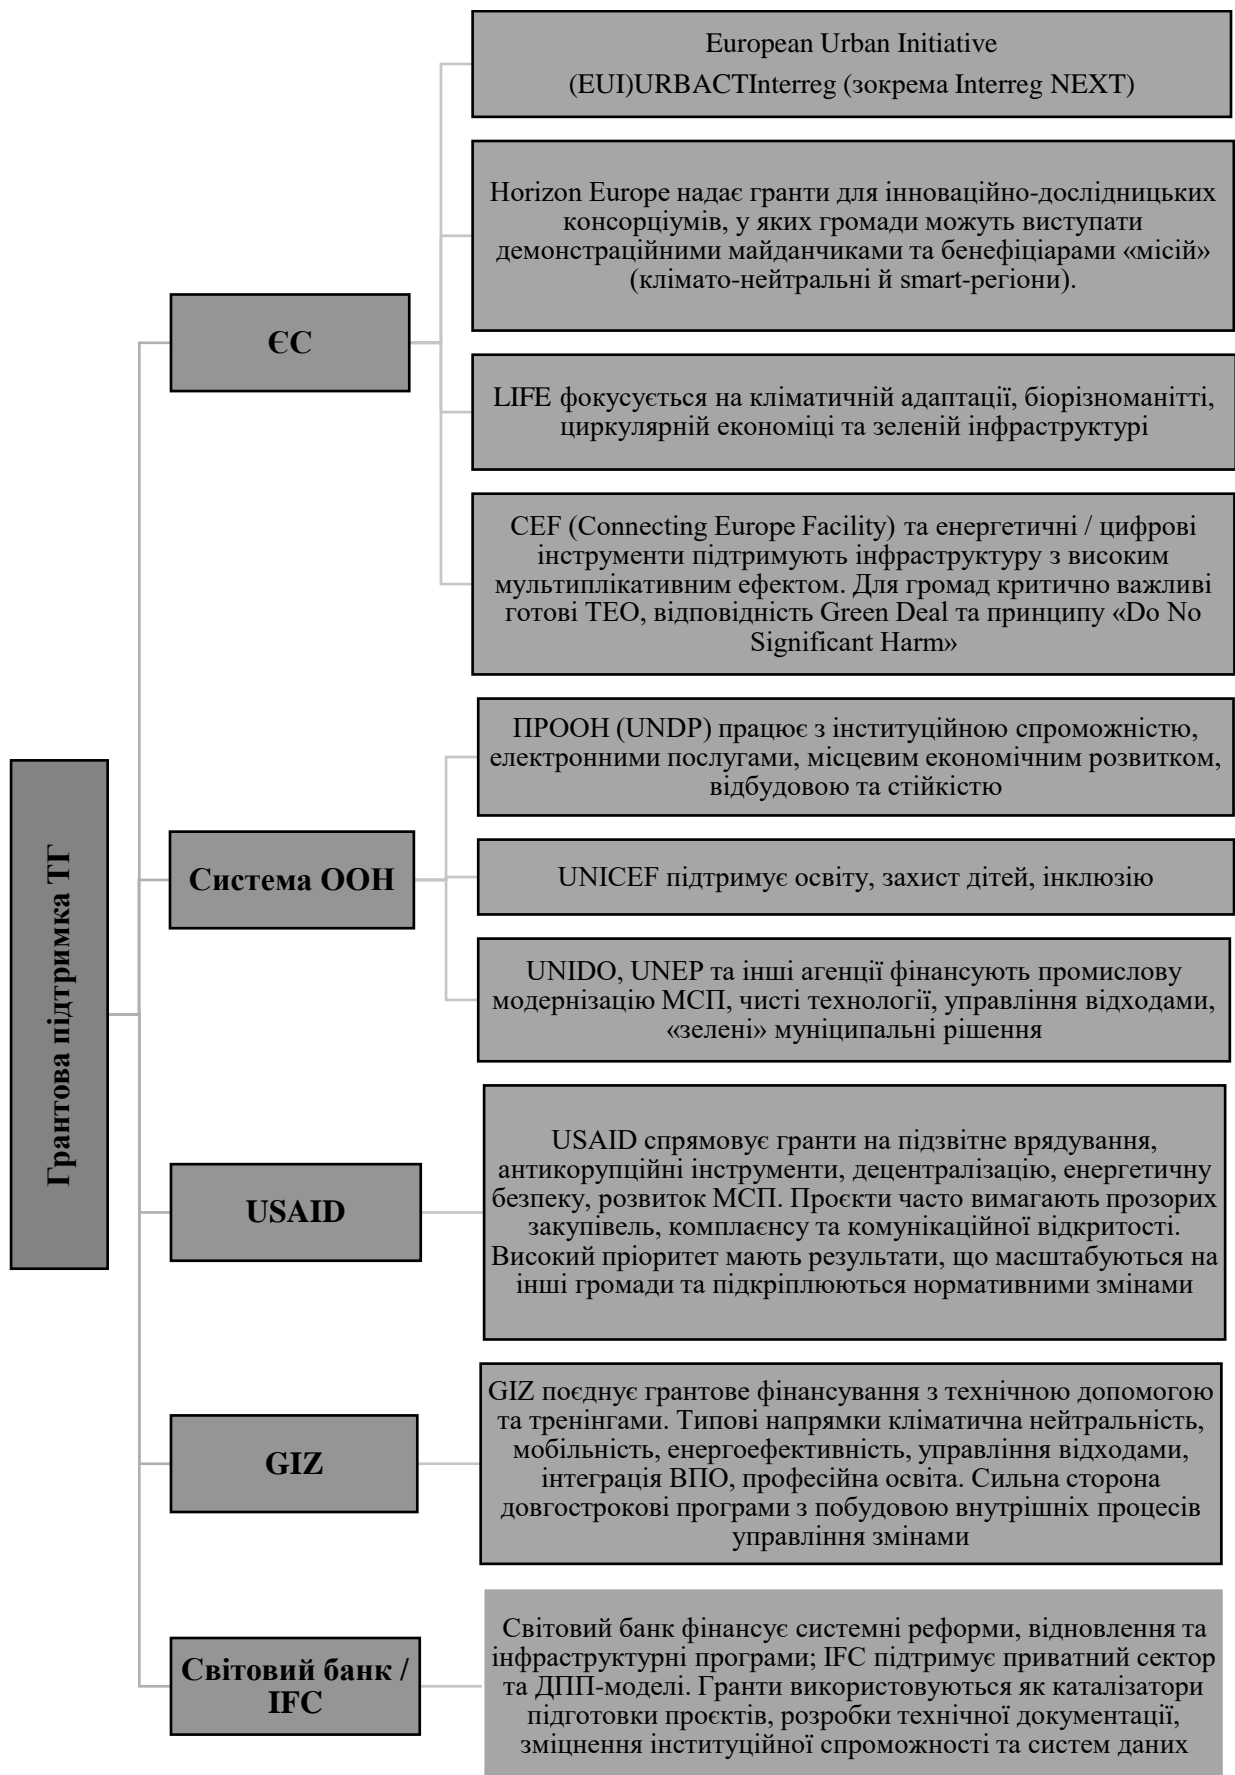 Грантова підтримка ТГ
ЄС
European Urban Initiative
(EUI)URBACTInterreg (зокрема Interreg NEXT)
Horizon Europe надає гранти для інноваційно-дослідницьких
консорціумів, у яких громади можуть виступати
демонстраційними майданчиками та бенефіціарами «місій»
(клімато-нейтральні й smart-регіони).
LIFE фокусується на кліматичній адаптації, біорізноманітті,
циркулярній економіці та зеленій інфраструктурі
CEF (Connecting Europe Facility) та енергетичні / цифрові
інструменти підтримують інфраструктуру з високим
мультиплікативним ефектом. Для громад критично важливі
готові ТЕО, відповідність Green Deal та принципу «Do No
Significant Harm»
Система ООН
ПРООН (UNDP) працює з інституційною спроможністю,
електронними послугами, місцевим економічним розвитком,
відбудовою та стійкістю
UNICEF підтримує освіту, захист дітей, інклюзію
UNIDO, UNEP та інші агенції фінансують промислову
модернізацію МСП, чисті технології, управління відходами,
«зелені» муніципальні рішення
USAID
USAID спрямовує гранти на підзвітне врядування,
антикорупційні інструменти, децентралізацію, енергетичну
безпеку, розвиток МСП. Проєкти часто вимагають прозорих
закупівель, комплаєнсу та комунікаційної відкритості.
Високий пріоритет мають результати, що масштабуються на
інші громади та підкріплюються нормативними змінами
GIZ
GIZ поєднує грантове фінансування з технічною допомогою
та тренінгами. Типові напрямки кліматична нейтральність,
мобільність, енергоефективність, управління відходами,
інтеграція ВПО, професійна освіта. Сильна сторона
довгострокові програми з побудовою внутрішніх процесів
управління змінами
Світовий банк /
IFC
Світовий банк фінансує системні реформи, відновлення та
інфраструктурні програми; IFC підтримує приватний сектор
та ДПП-моделі. Гранти використовуються як каталізатори
підготовки проєктів, розробки технічної документації,
зміцнення інституційної спроможності та систем даних